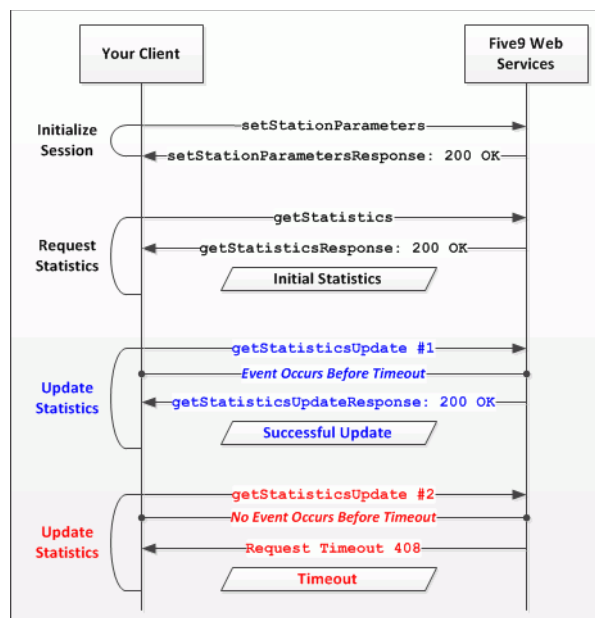 Your Client
Five9 Web
Services
Initialize
Session
setStationParameters
setStationParametersResponse: 200 OK
Request
Statistics
getStatistics
getStatisticsResponse: 200 OK
Initial Statistics
Update
Statistics
getStatisticsUpdate #1
Event Occurs Before Timeout
getStatisticsUpdateResponse: 200 OK
Successful Update
Update
Statistics
getStatisticsUpdate #2
No Event Occurs Before Timeout
Request Timeout 408
Timeout